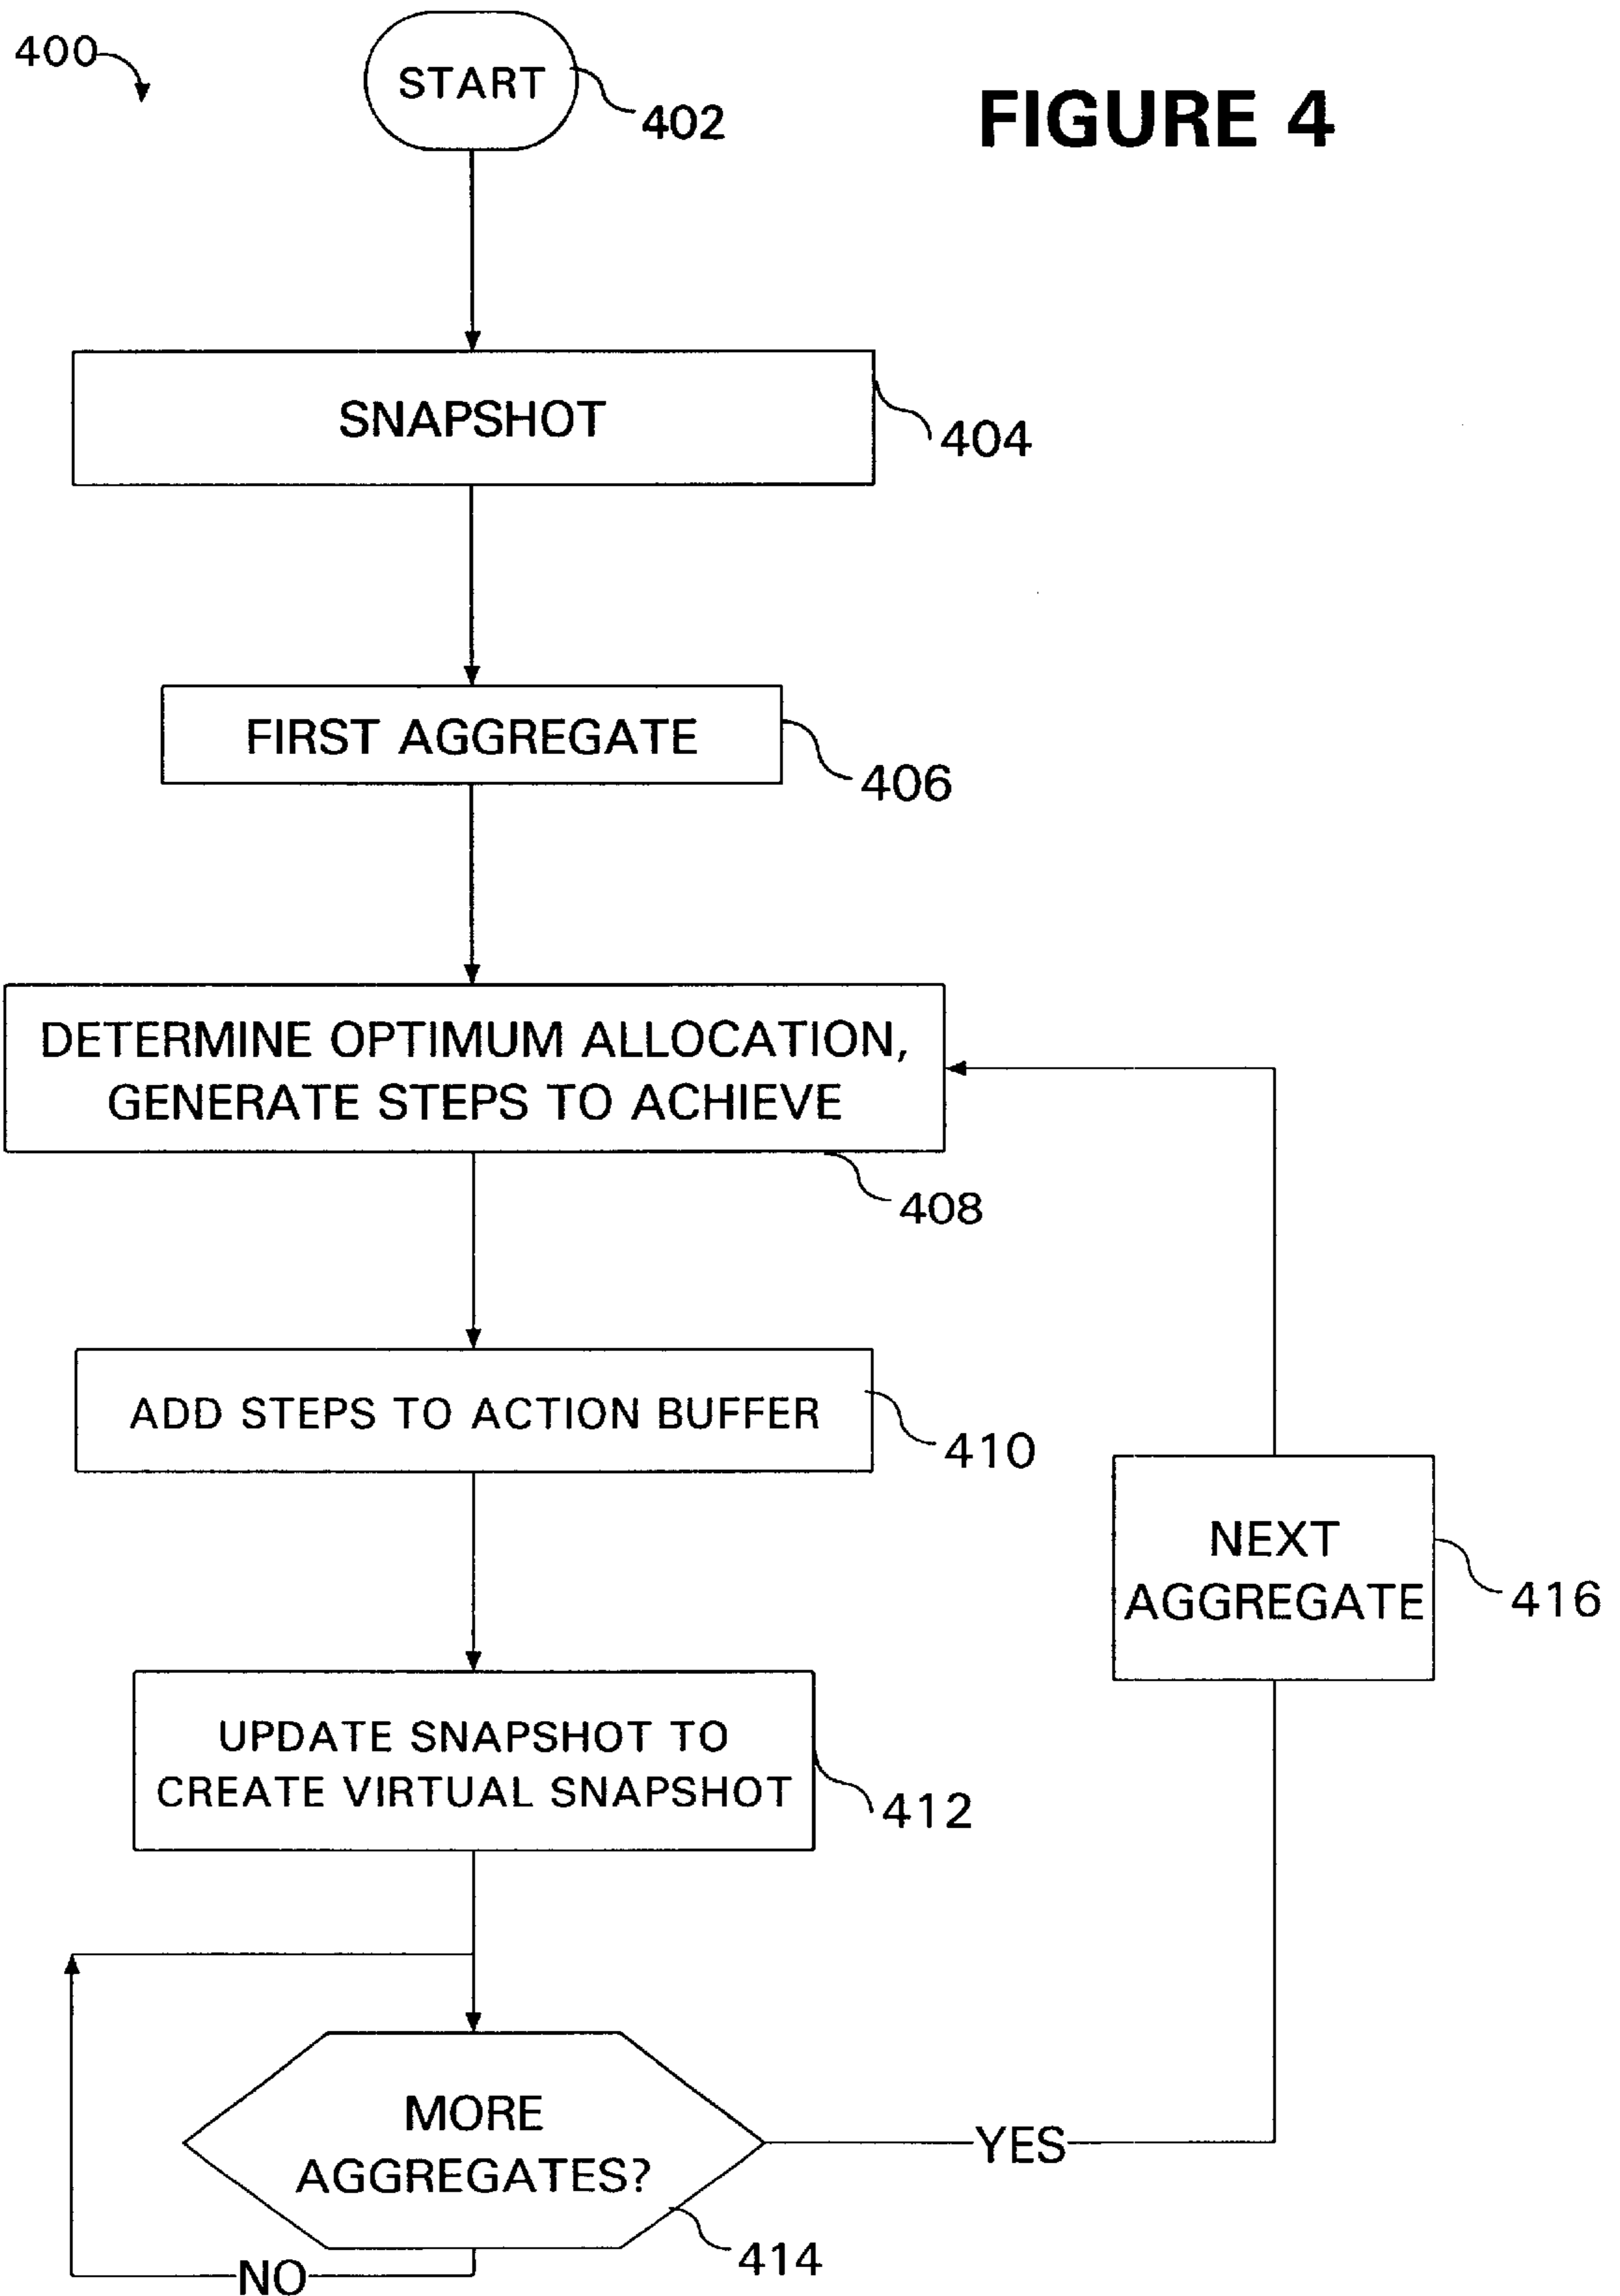 400
START
402
FIGURE 4
SNAPSHOT
404
FIRST AGGREGATE
406
DETERMINE OPTIMUM ALLOCATION,
GENERATE STEPS TO ACHIEVE
408
ADD STEPS TO ACTION BUFFER
410
NEXT
AGGREGATE
416
UPDATE SNAPSHOT TO
CREATE VIRTUAL SNAPSHOT
412
MORE
AGGREGATES?
YES
414
NO